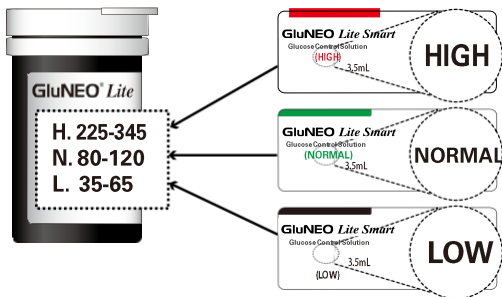 GluNEO® Lite
H. 225-345
N. 80-120
L. 35-65
GluNEO Lite Smart
Glucose Control Solution
(HIGH)
3,5mL
HIGH
GluNEO Lite Smart
Glucose Control Solution
(NORMAL)
3.5mL
NORMAL
GluNEO Lite Smart
Glucose Control Solution
3.5mL
(LOW)
LOW